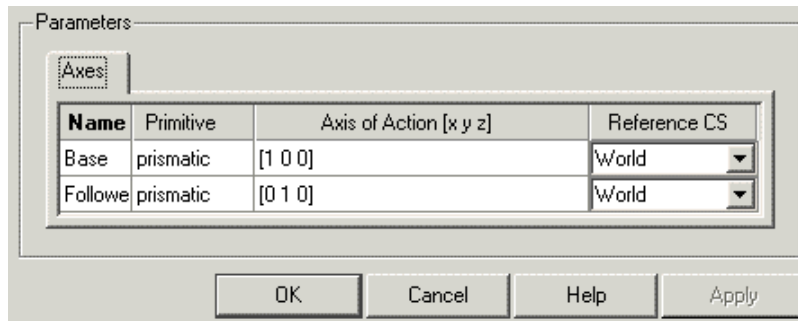 Parameters
Axes
Name Primitive Axis of Action [x y z] Reference CS
Base prismatic [1 0 0] World
Followe prismatic [0 1 0] World
OK Cancel Help Apply